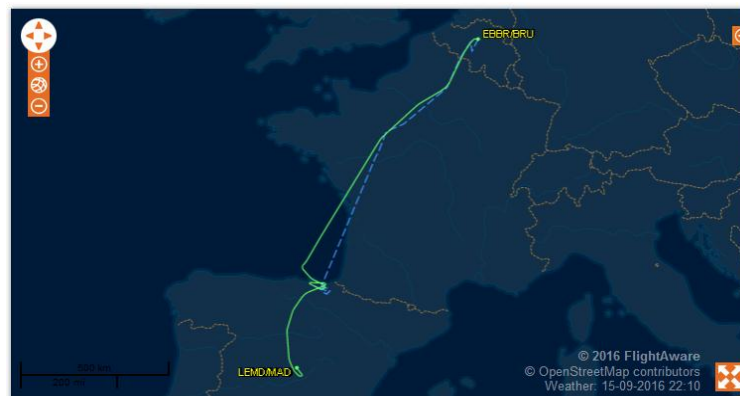 EBBR/BRU
LEMD/MAD
200 mi
© 2016 FlightAware
© OpenStreetMap contributors
Weather: 15-09-2016 22:10